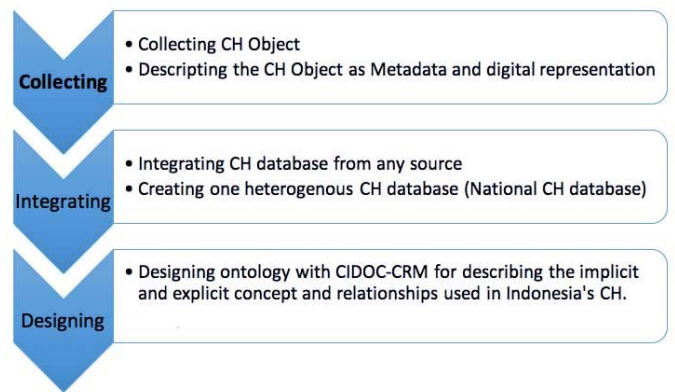 Collecting
• Collecting CH Object
• Descripting the CH Object as Metadata and digital representation
Integrating
• Integrating CH database from any source
• Creating one heterogenous CH database (National CH database)
Designing
• Designing ontology with CIDOC-CRM for describing the implicit
and explicit concept and relationships used in Indonesia's CH.